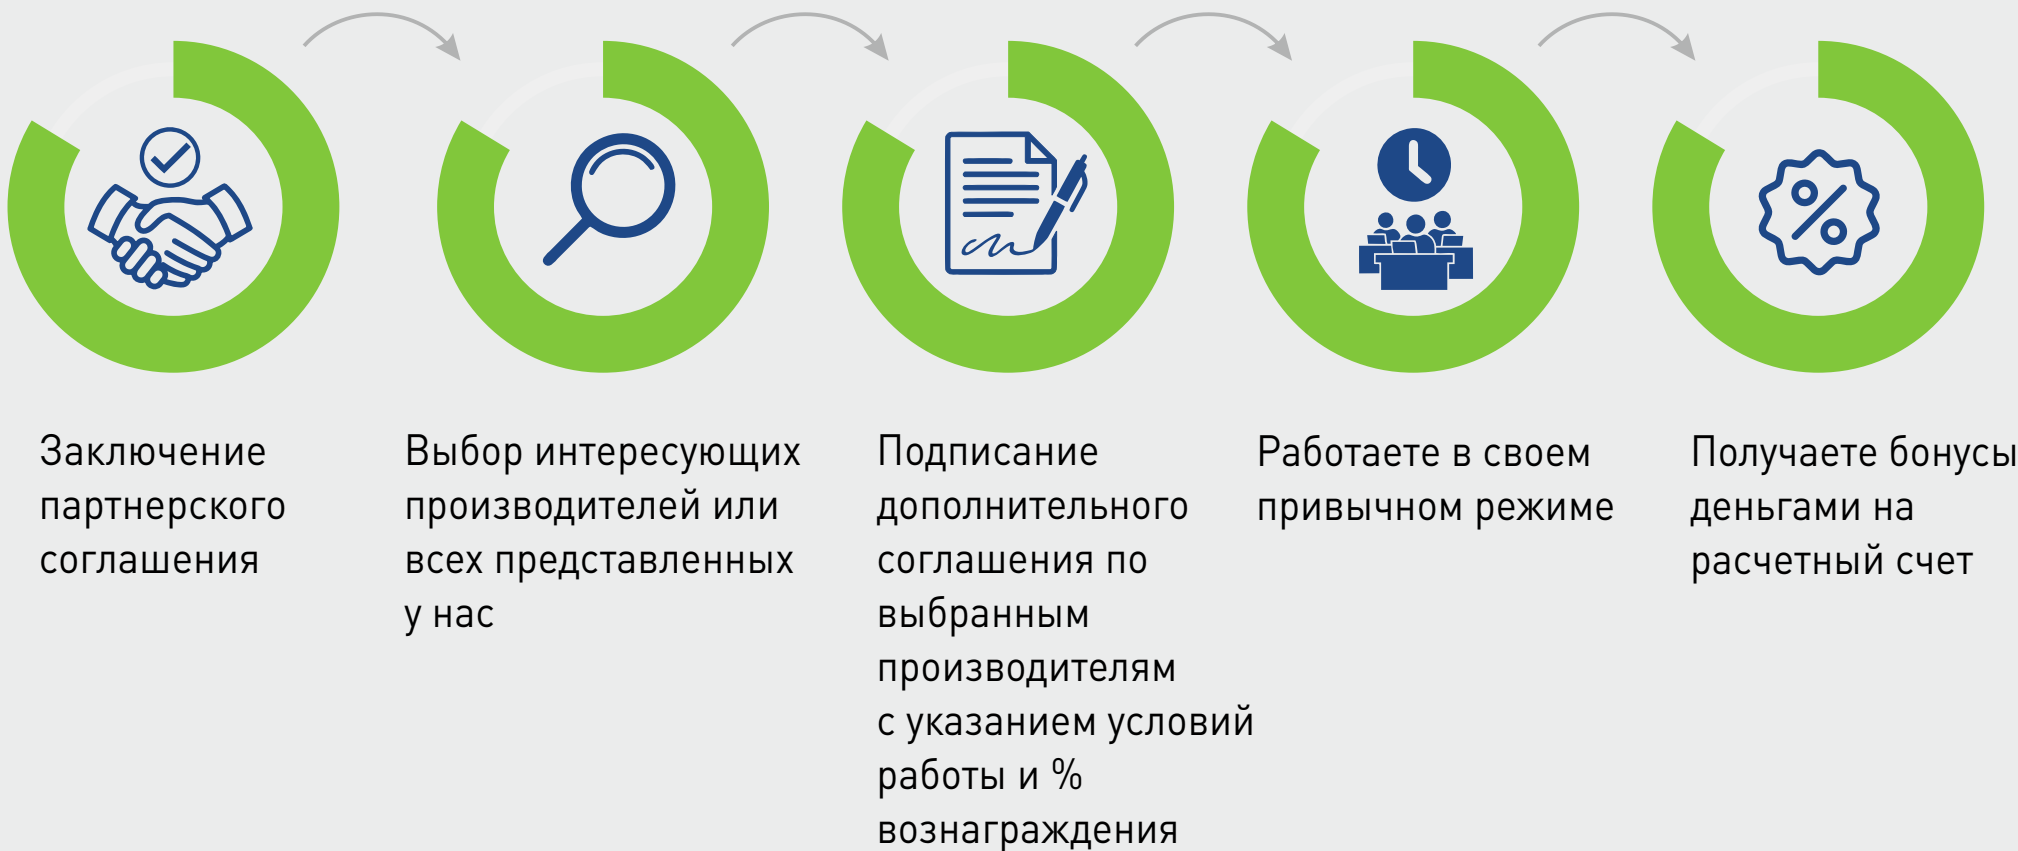 Заключение
партнерского
соглашения
Выбор интересующих
производителей или
всех представленных
у нас
Подписание
дополнительного
соглашения по
выбранным
производителям
с указанием условий
работы и %
вознаграждения
Работаете в своем
привычном режиме
Получаете бонусы
деньгами на
расчетный счет